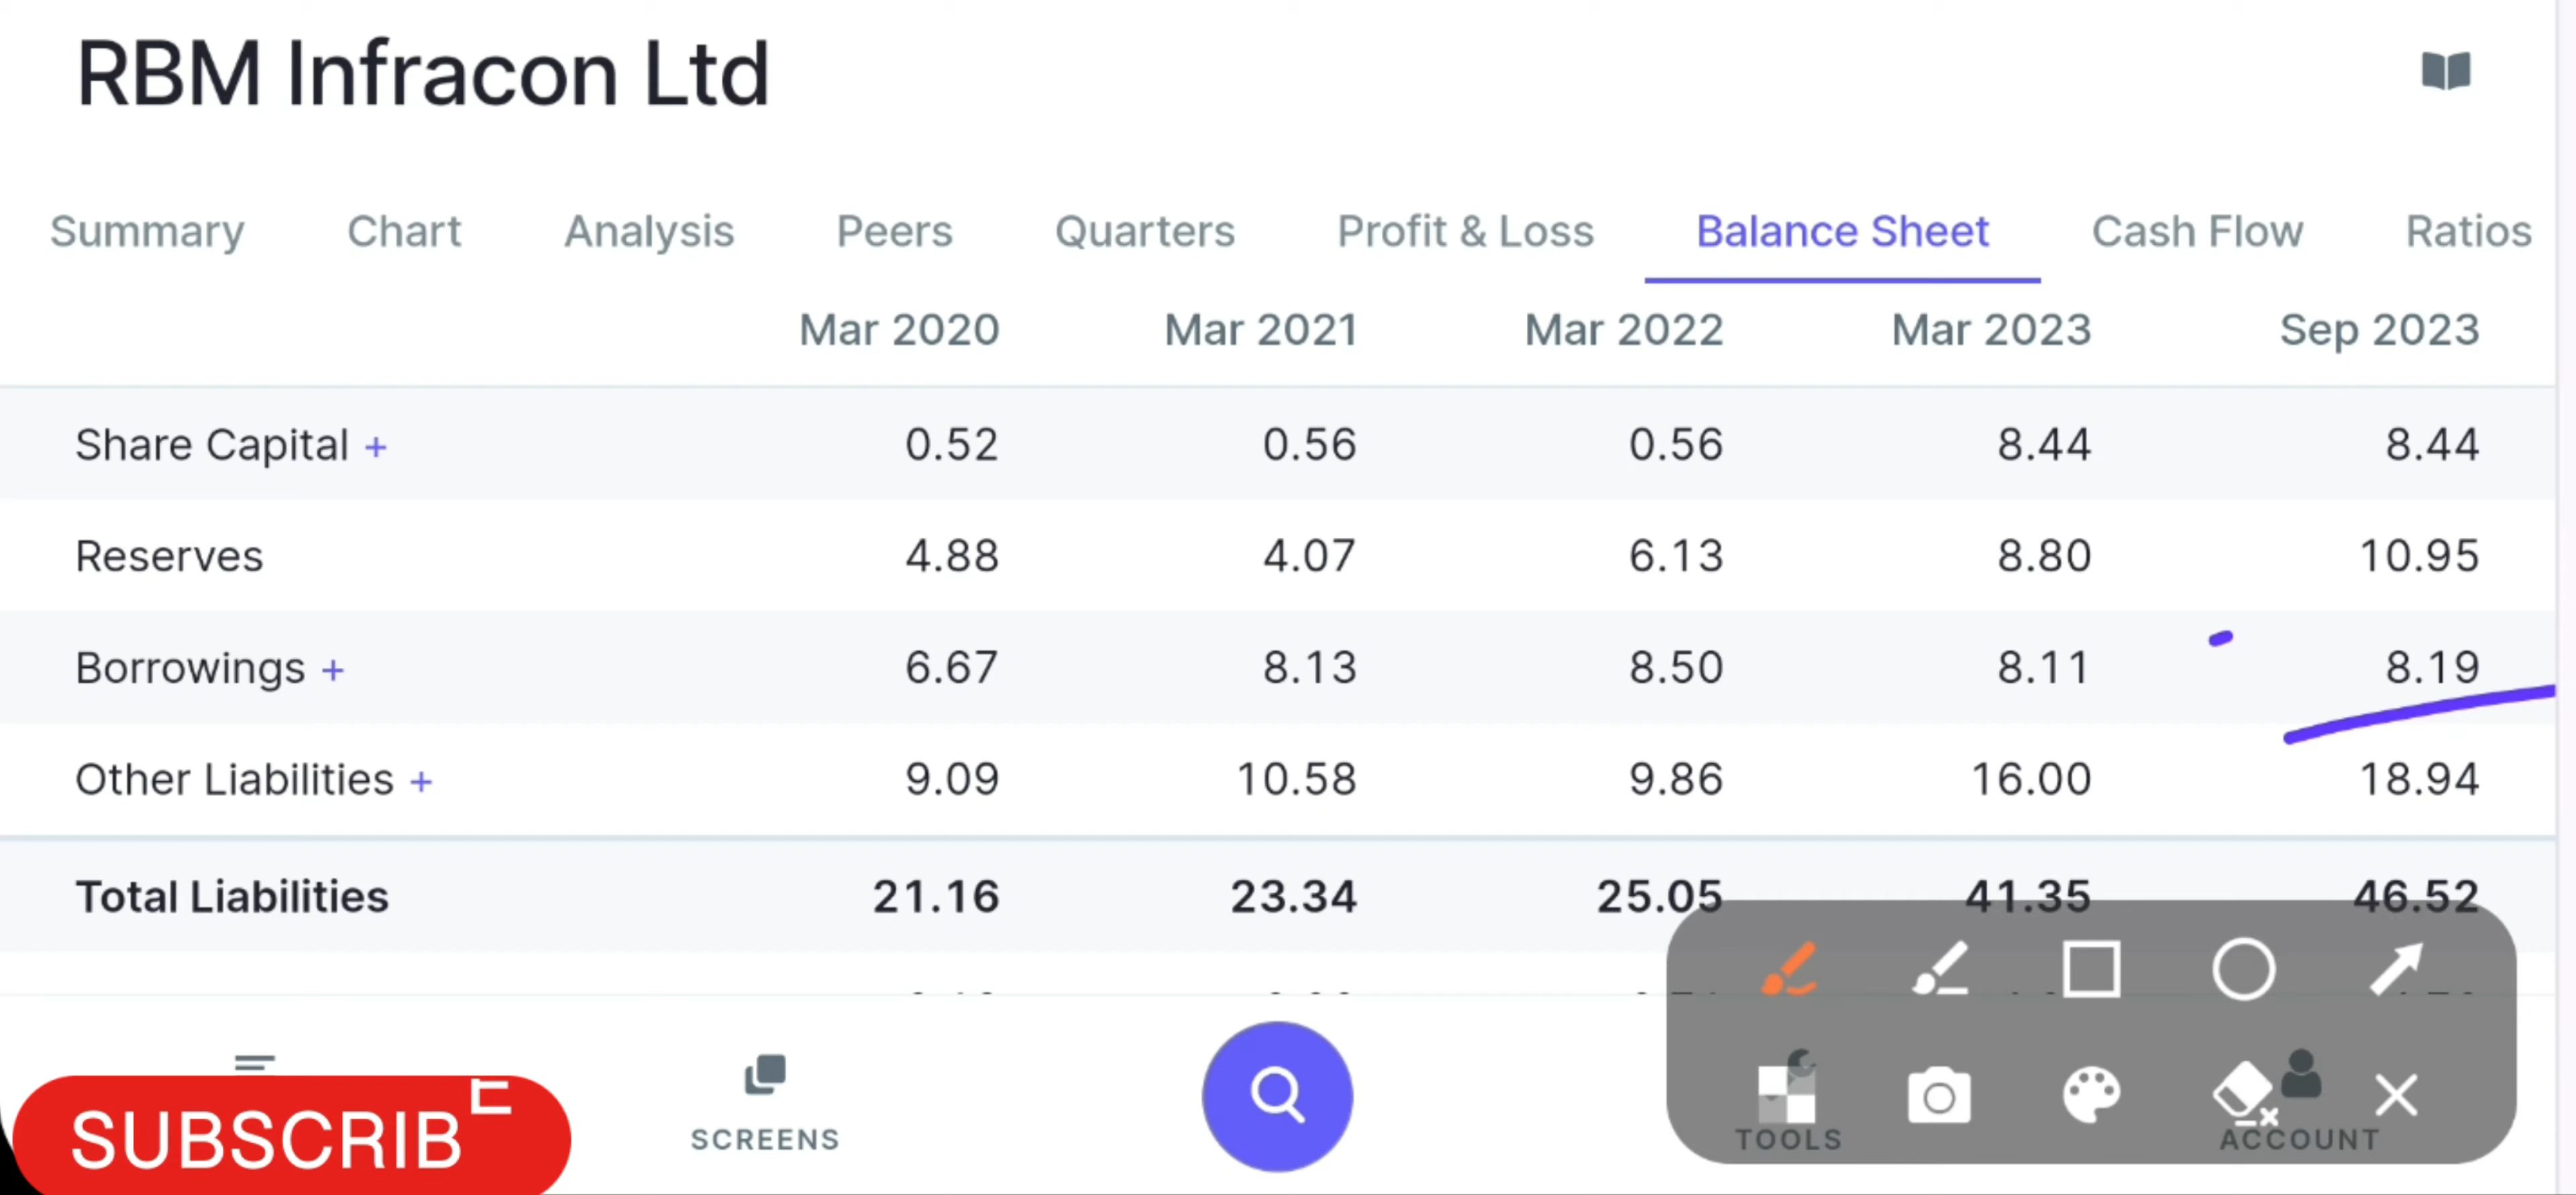 RBM Infracon Ltd
Summary Chart Analysis Peers Quarters Profit & Loss Balance Sheet Cash Flow Ratios
Mar 2020 Mar 2021 Mar 2022 Mar 2023 Sep 2023
Share Capital + 0.52 0.56 0.56 8.44 8.44
Reserves 4.88 4.07 6.13 8.80 10.95
Borrowings + 6.67 8.13 8.50 8.11 8.19
Other Liabilities + 9.09 10.58 9.86 16.00 18.94
Total Liabilities 21.16 23.34 25.05 41.35 46.52
SUBSCRIBE
SCREENS TOOLS ACCOUNT